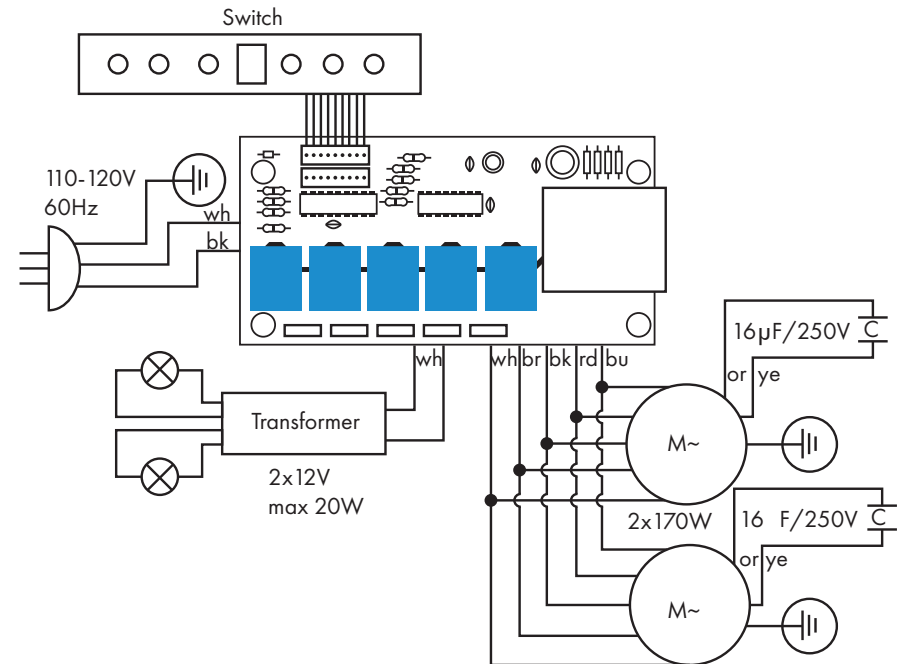 Switch
110-120V
60Hz
wh
bk
wh
wh br bk rd bu
16µF/250V C
or ye
Transformer
M~
2x12V
max 20W
2x170W
16 F/250V C
or ye
M~